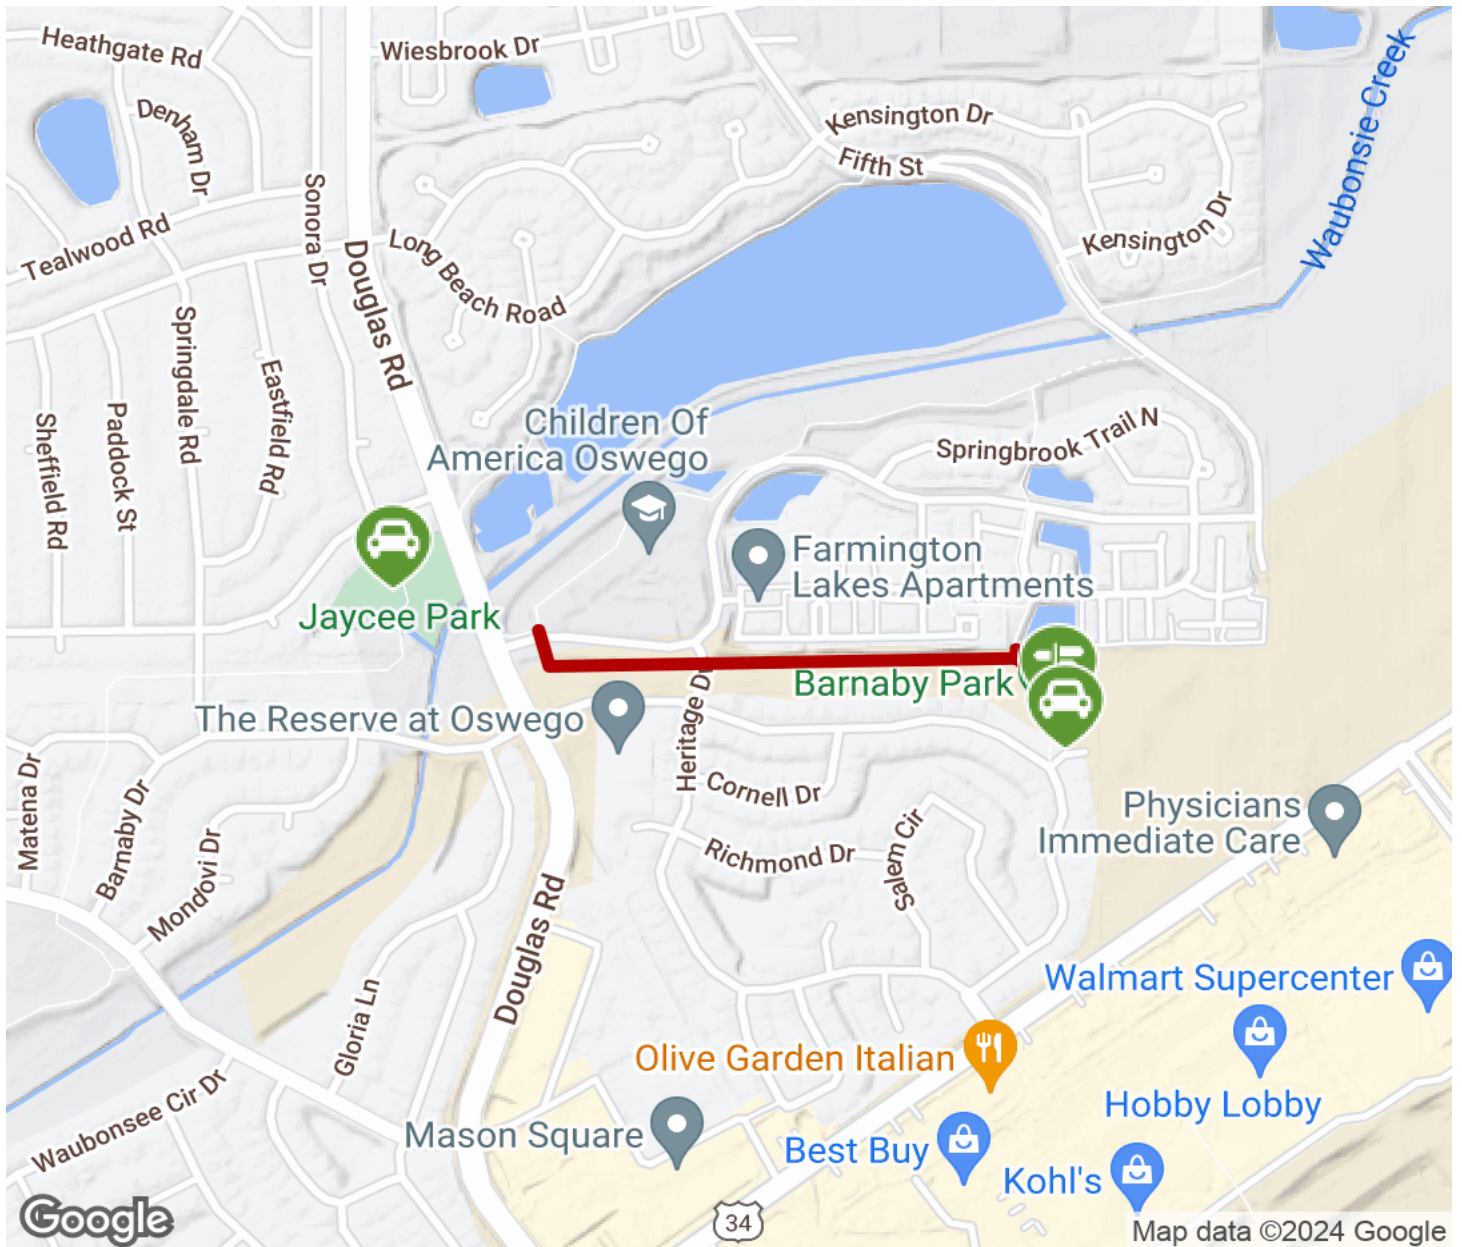 Heathgate Rd
Wiesbrook Dr
Denham Dr
Kensington Dr
Fifth St
Waubonsie Creek
Sonora Dr
Tealwood Rd
Long Beach Road
Kensington Dr
Douglas Rd
Springdale Rd
Eastfield Rd
Paddock St
Sheffield Rd
Children Of
America Oswego
Springbrook Trail N
Farmington
Lakes Apartments
Jaycee Park
Barnaby Park
The Reserve at Oswego
Heritage Dr
Cornell Dr
Matena Dr
Barnaby Dr
Mondovi Dr
Richmond Dr
Salem Cir
Physicians
Immediate Care
Douglas Rd
Gloria Ln
Walmart Supercenter
Olive Garden Italian
Hobby Lobby
Waubonsee Cir Dr
Mason Square
Best Buy
Kohl's
34
Google
Map data ©2024 Google